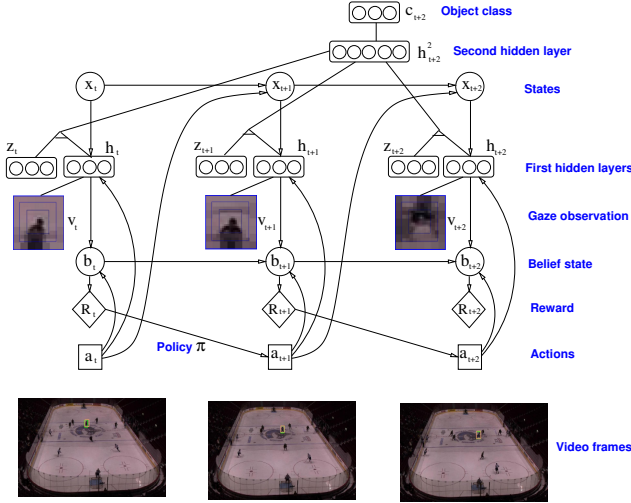 c t+2 Object class
h 2 t+2 Second hidden layer
x t x t+1 x t+2 States
z t h t z t+1 h t+1 z t+2 h t+2 First hidden layers
v t v t+1 v t+2 Gaze observation
b t b t+1 b t+2 Belief state
R t R t+1 R t+2 Reward
Policy π
a t a t+1 a t+2 Actions
Video frames